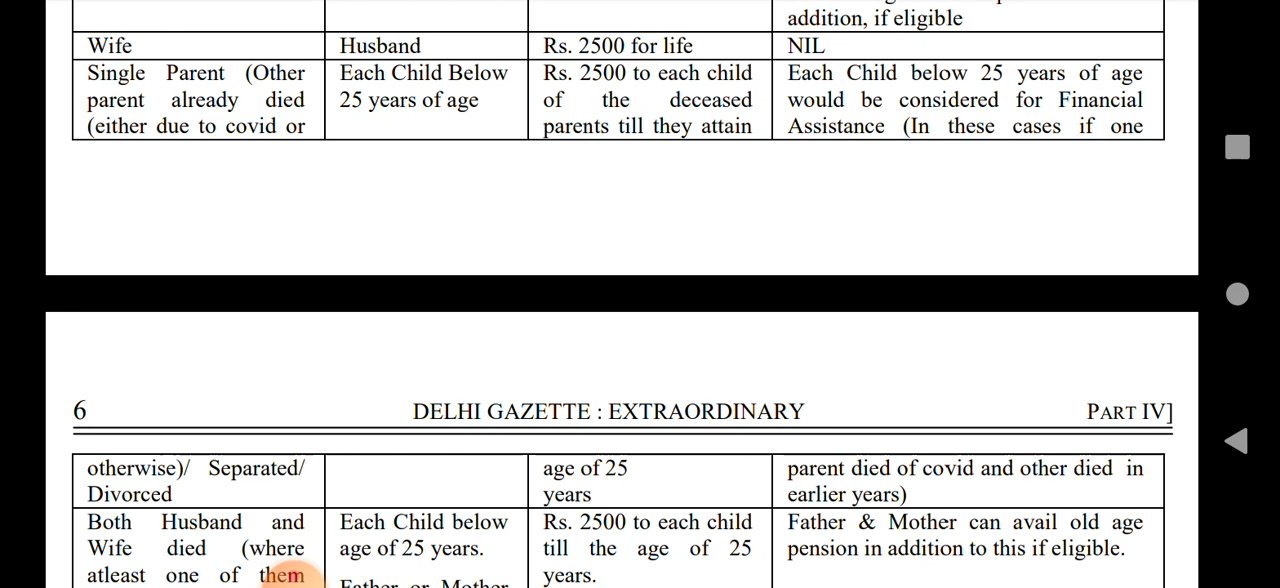 addition, if eligible
Wife Husband Rs. 2500 for life NIL
Single Parent (Other Each Child Below Rs. 2500 to each child Each Child below 25 years of age
parent already died 25 years of age of the deceased would be considered for Financial
(either due to covid or parents till they attain Assistance (In these cases if one
6 DELHI GAZETTE : EXTRAORDINARY PART IV]
otherwise)/ Separated/ age of 25 parent died of covid and other died in
Divorced years earlier years)
Both Husband and Each Child below Rs. 2500 to each child Father & Mother can avail old age
Wife died (where age of 25 years. till the age of 25 pension in addition to this if eligible.
atleast one of them Father or Mother years.